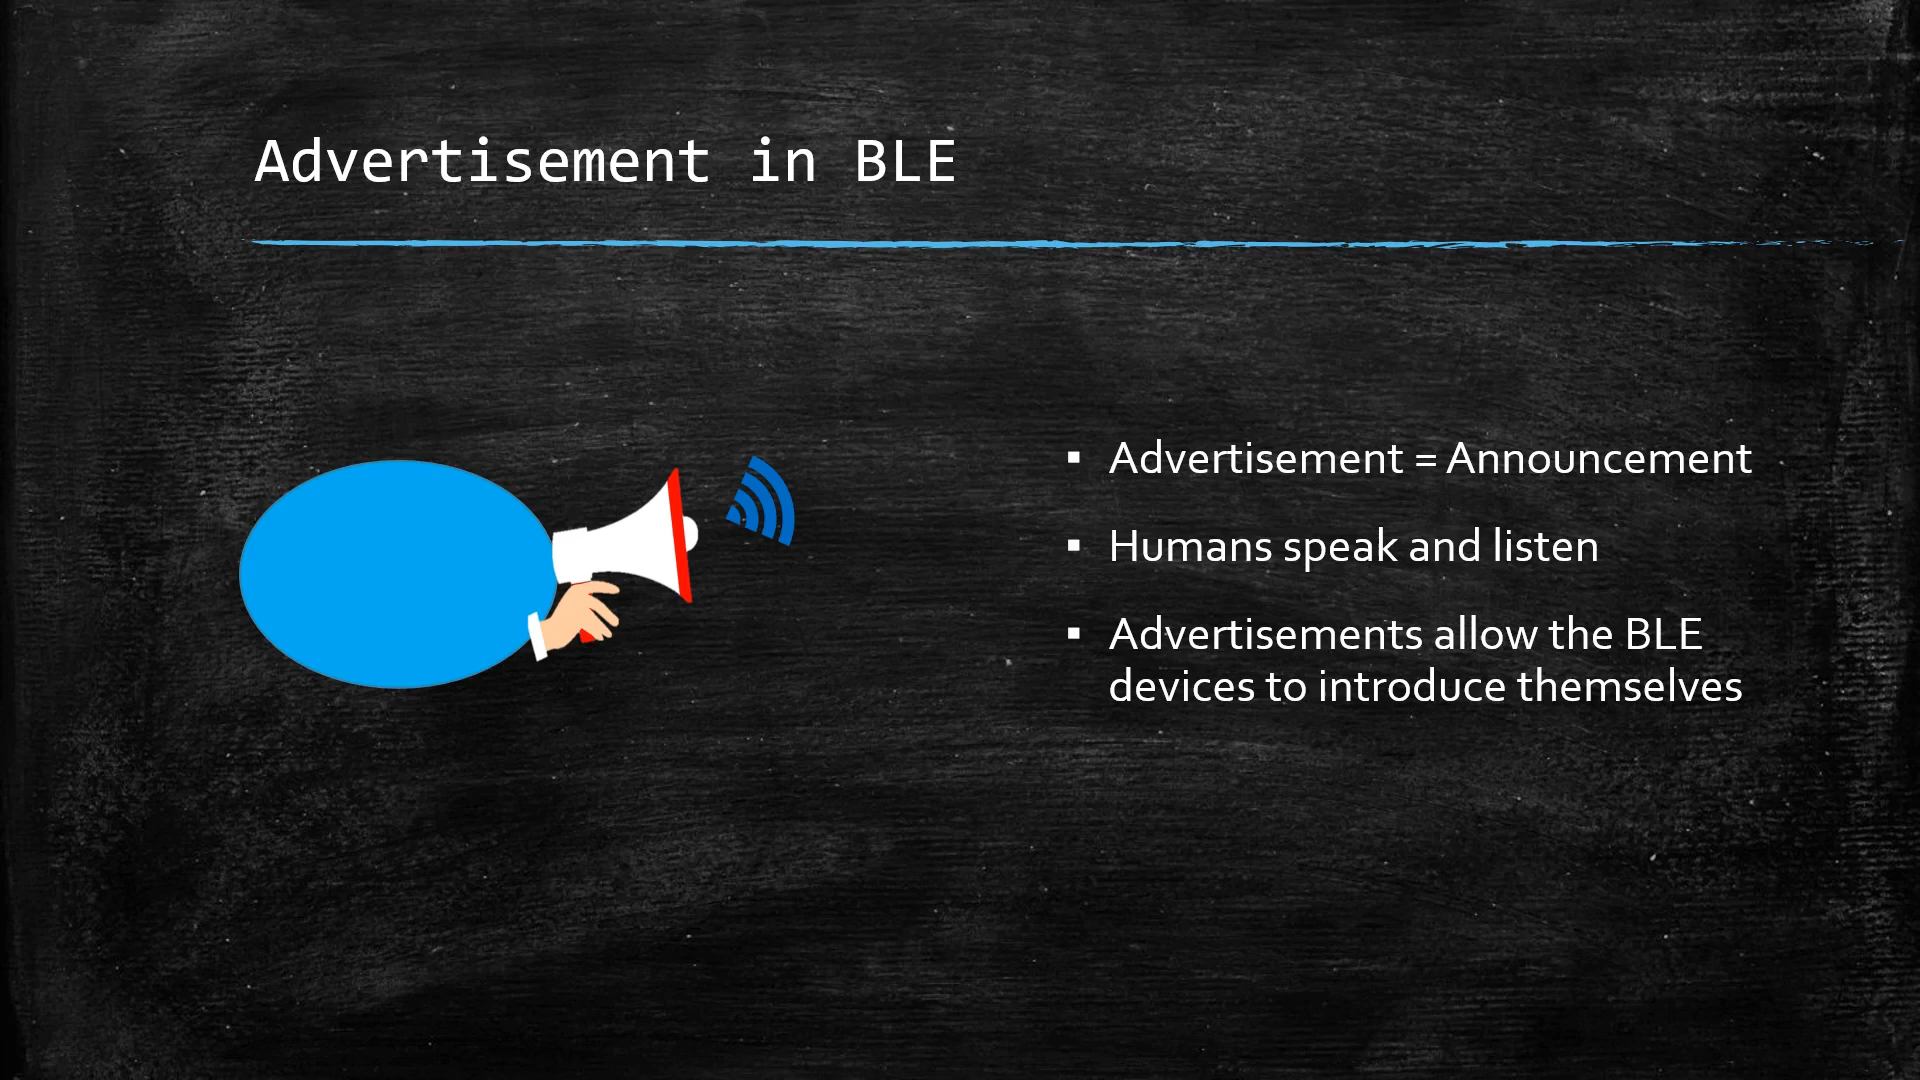 Advertisement in BLE
▪ Advertisement = Announcement
▪ Humans speak and listen
▪ Advertisements allow the BLE
devices to introduce themselves